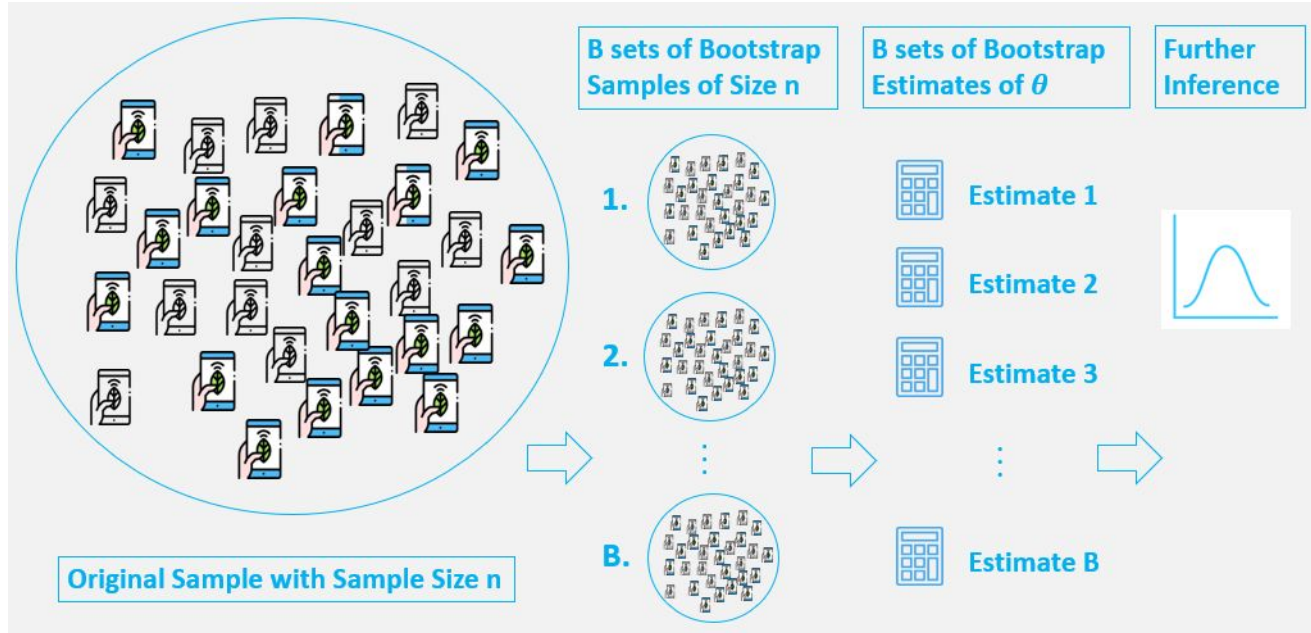 B sets of Bootstrap
Samples of Size n
B sets of Bootstrap
Estimates of θ
Further
Inference
1.
Estimate 1
Estimate 2
2.
Estimate 3
B.
Estimate B
Original Sample with Sample Size n